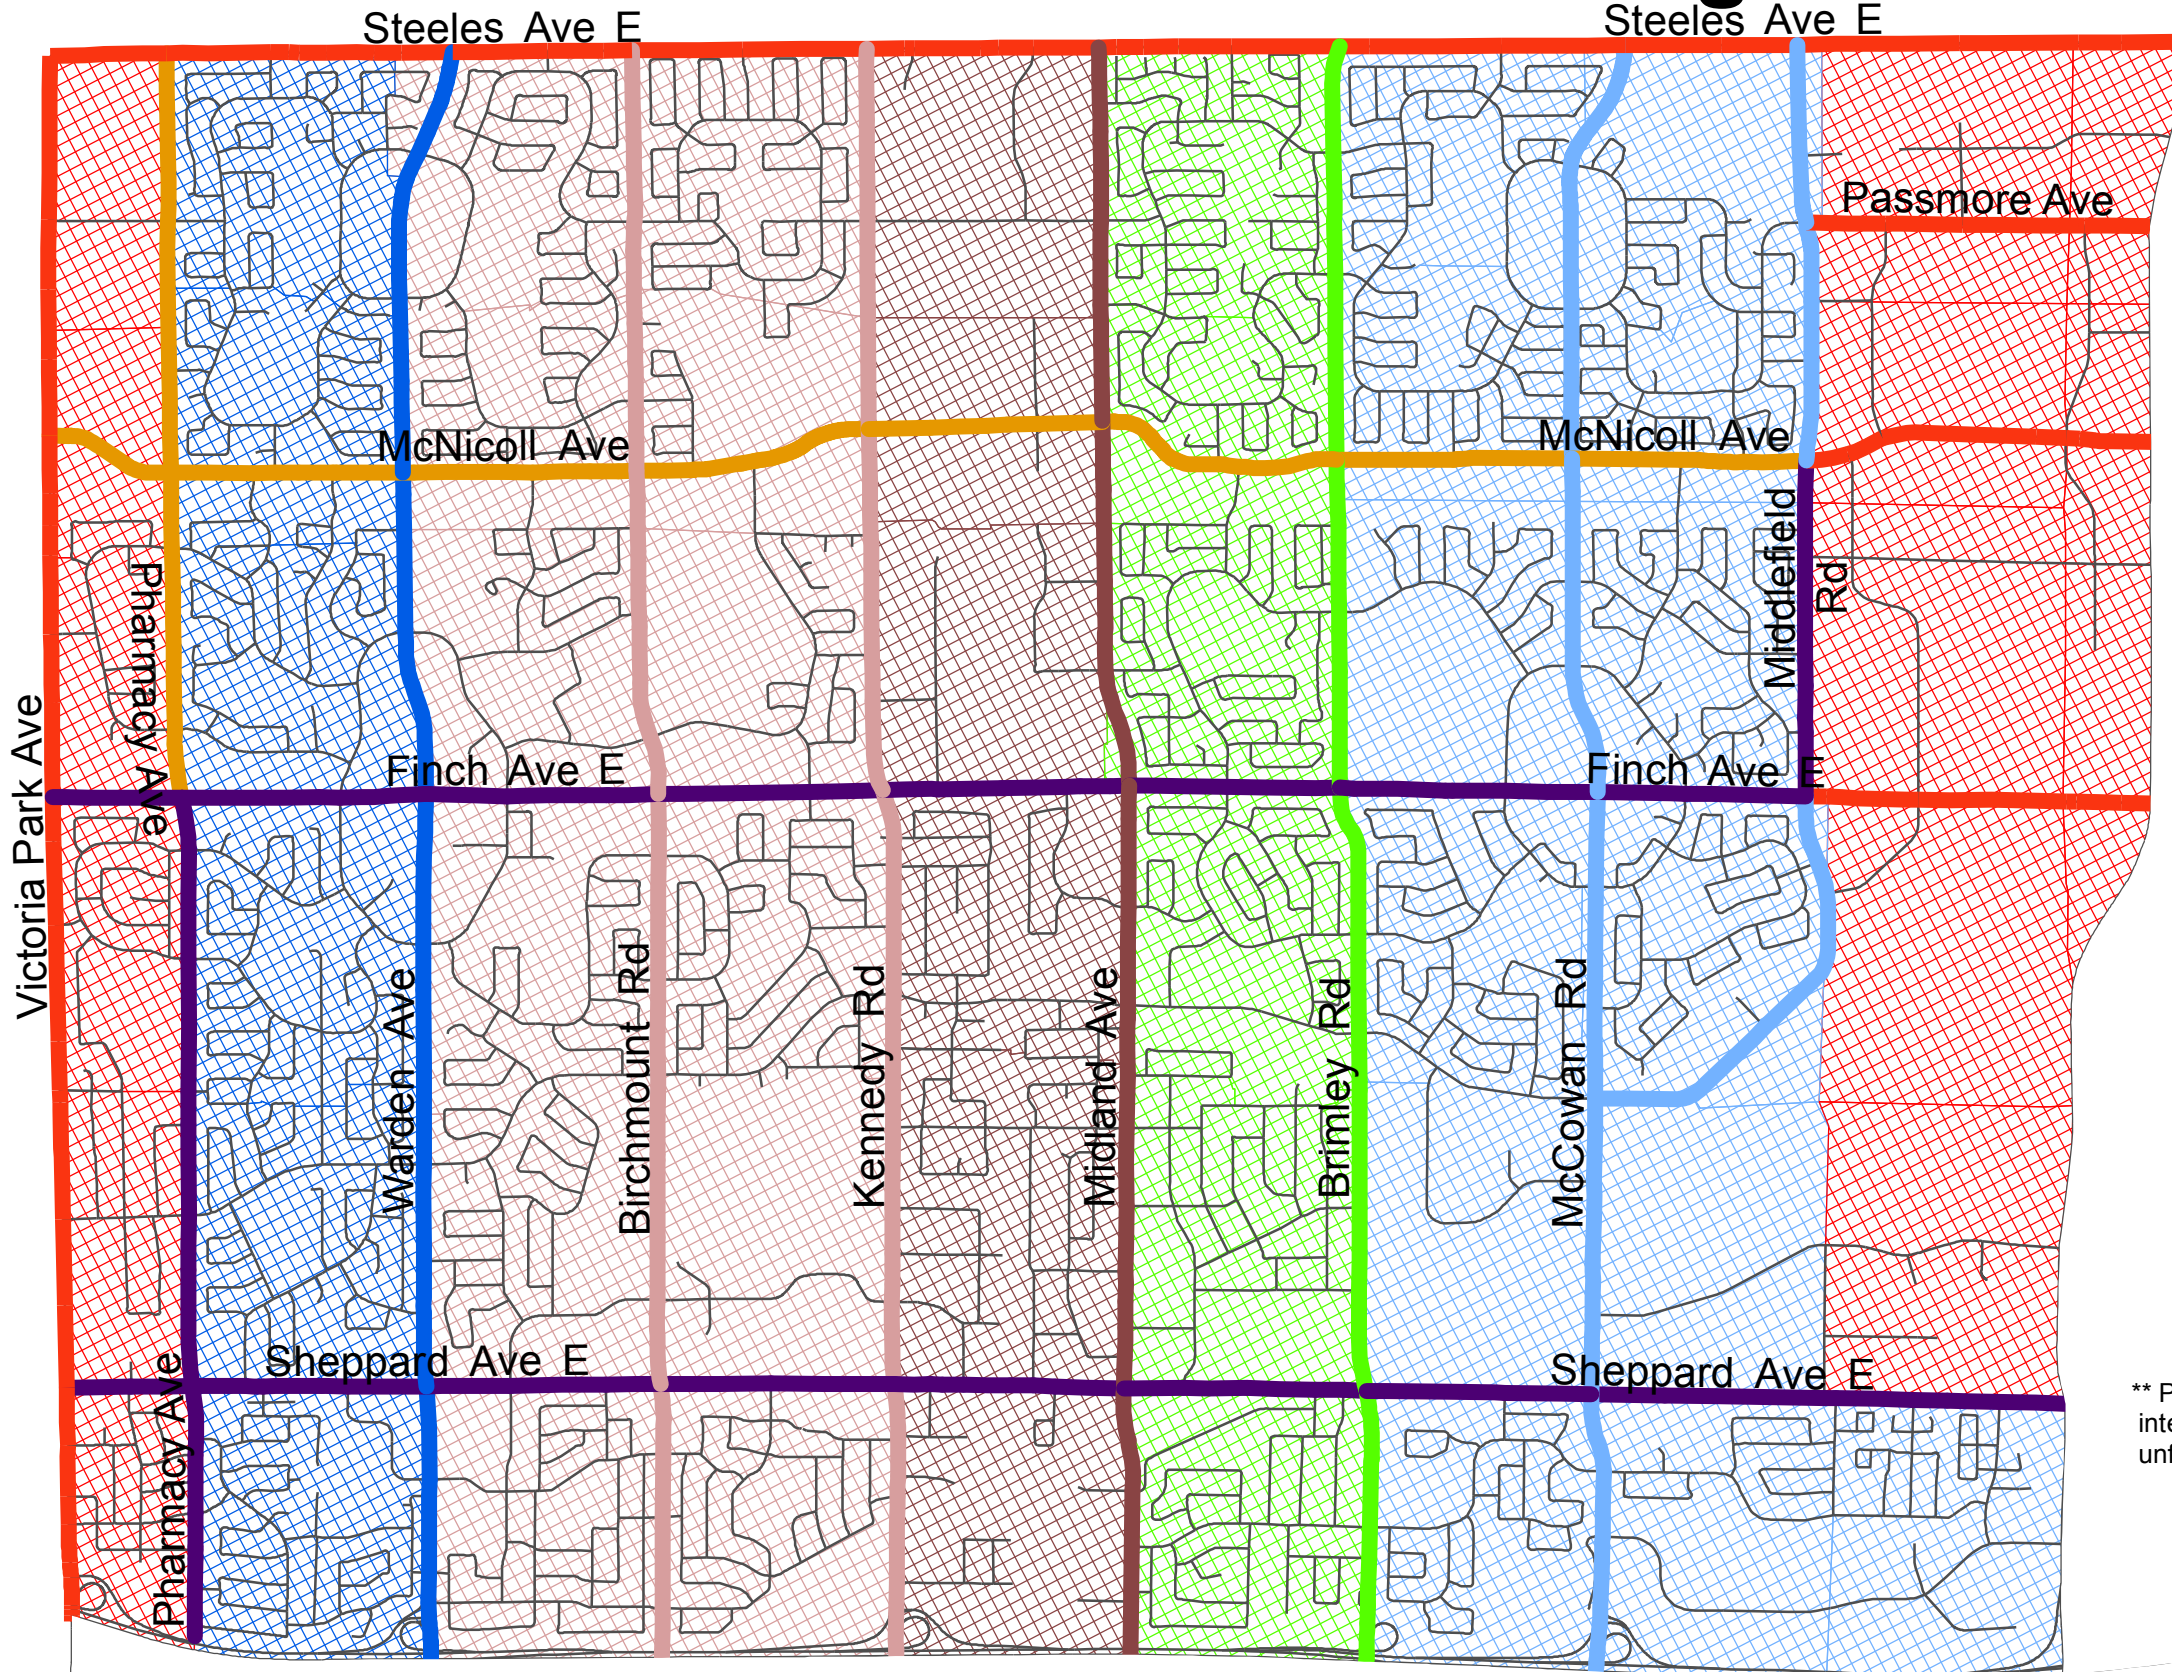 Steeles Ave E
Steeles Ave E
Passmore Ave
McNicoll Ave
McNicoll Ave
Middlefield
Rd
Pharmacy Ave
Victoria Park Ave
Finch Ave E
Finch Ave E
Warden Ave
Birchmount Rd
Kennedy Rd
Midland Ave
Brimley Rd
McCowan Rd
Sheppard Ave E
Sheppard Ave E
Pharmacy Ave
** P
inte
unf